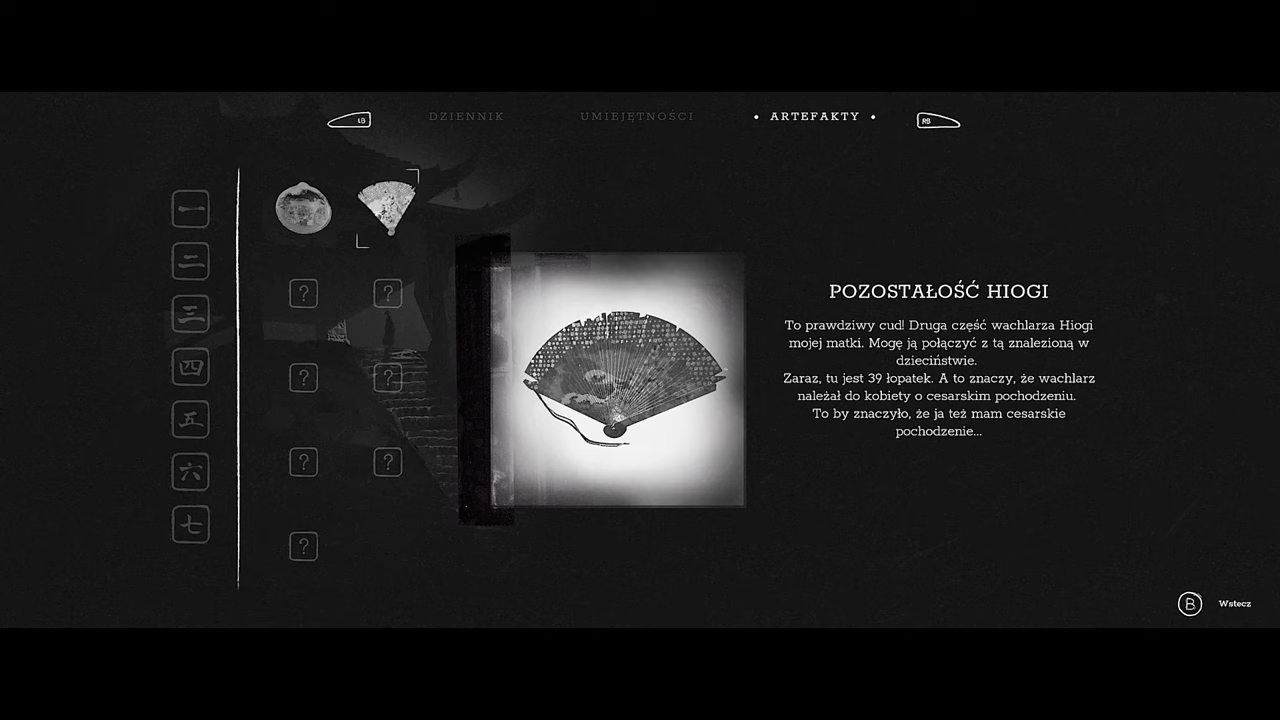 LB
DZIENNIK
UMIEJĘTNOŚCI
• ARTEFAKTY •
RB
一
二
三
四
五
六
七
?
?
?
?
?
?
?
POZOSTAŁOŚĆ HIOGI
To prawdziwy cud! Druga część wachlarza Hiogi
mojej matki. Mogę ją połączyć z tą znalezioną w
dzieciństwie.
Zaraz, tu jest 39 łopatek. A to znaczy, że wachlarz
należał do kobiety o cesarskim pochodzeniu.
To by znaczyło, że ja też mam cesarskie
pochodzenie...
B
Wstecz